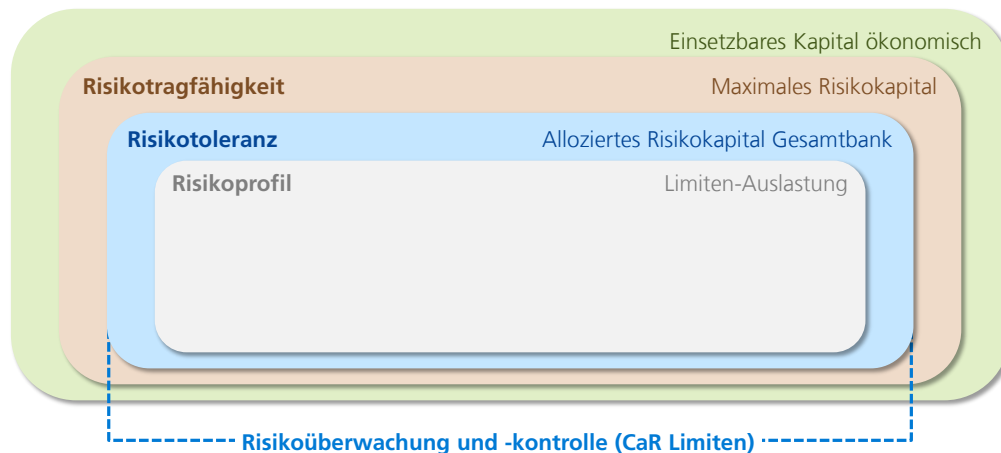 Einsetzbares Kapital ökonomisch
Risikotragfähigkeit Maximales Risikokapital
Risikotoleranz Alloziertes Risikokapital Gesamtbank
Risikoprofil Limiten-Auslastung
Risikoüberwachung und -kontrolle (CaR Limiten)